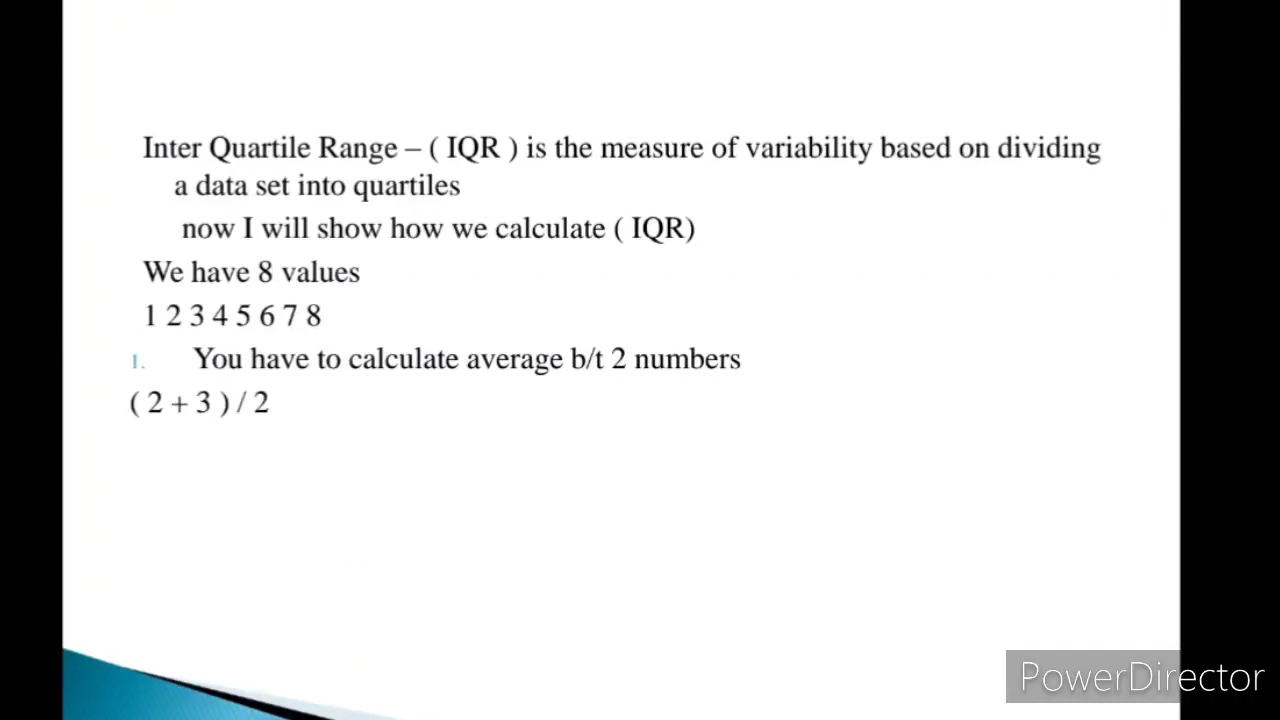 Inter Quartile Range – ( IQR ) is the measure of variability based on dividing
a data set into quartiles
now I will show how we calculate ( IQR)
We have 8 values
1 2 3 4 5 6 7 8
1. You have to calculate average b/t 2 numbers
( 2 + 3 ) / 2
PowerDirector